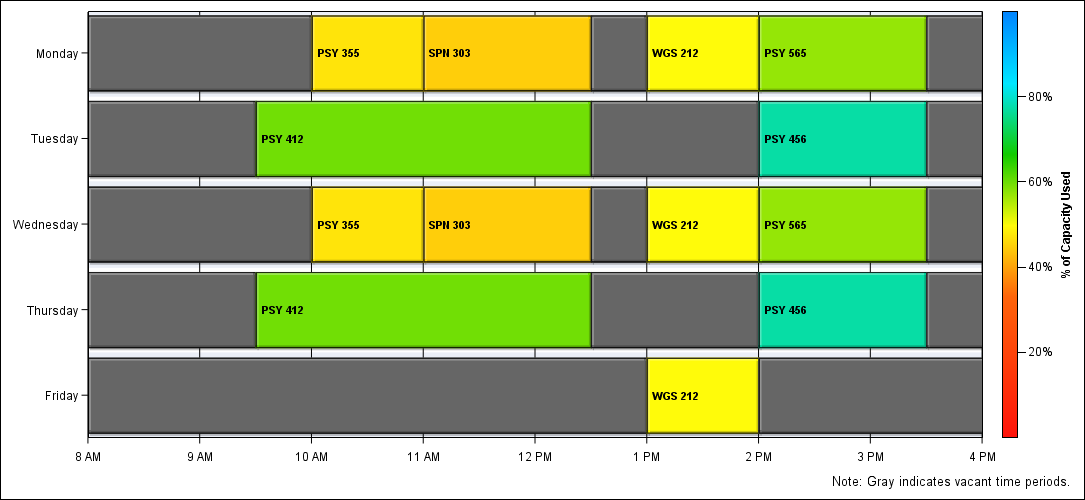 Monday
PSY 355
SPN 303
WGS 212
PSY 565
Tuesday
PSY 412
PSY 456
Wednesday
PSY 355
SPN 303
WGS 212
PSY 565
Thursday
PSY 412
PSY 456
Friday
WGS 212
8 AM
9 AM
10 AM
11 AM
12 PM
1 PM
2 PM
3 PM
4 PM
80%
60%
40%
20%
% of Capacity Used
Note: Gray indicates vacant time periods.